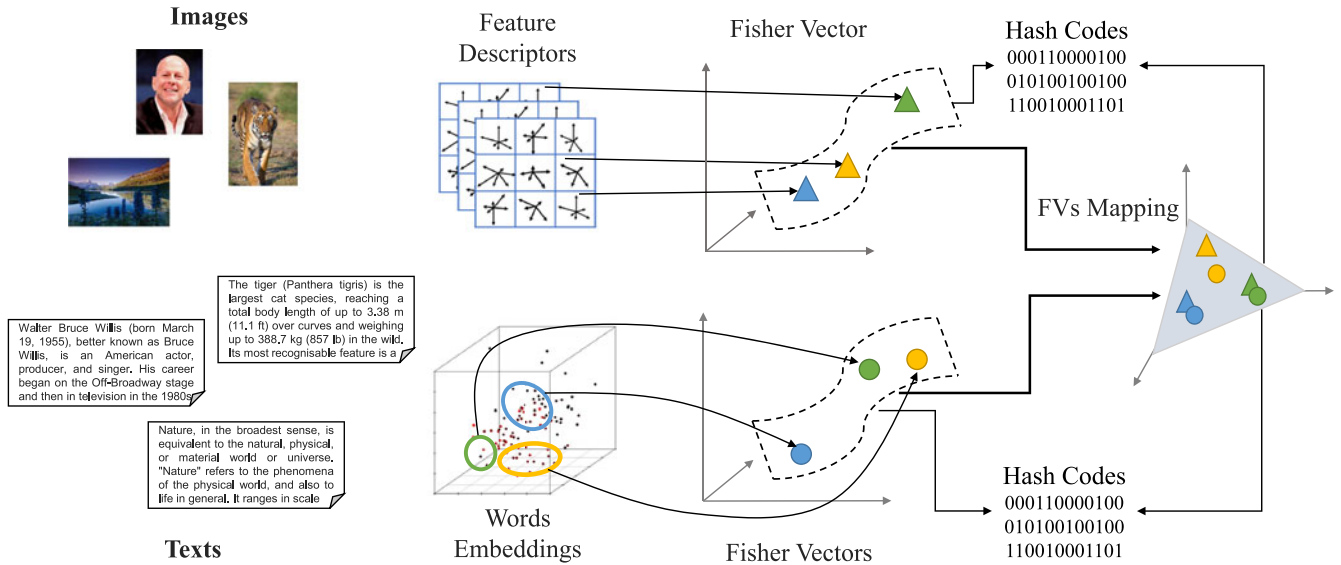 Images
Feature
Descriptors
Fisher Vector
Hash Codes
000110000100
010100100100
110010001101
FVs Mapping
The tiger (Panthera tigris) is the
largest cat species, reaching a
total body length of up to 3.38 m
(11.1 ft) over curves and weighing
up to 388.7 kg (857 lb) in the wild.
Its most recognisable feature is a
Walter Bruce Willis (born March
19, 1955), better known as Bruce
Willis, is an American actor,
producer, and singer. His career
began on the Off-Broadway stage
and then in television in the 1980s
Nature, in the broadest sense, is
equivalent to the natural, physical,
or material world or universe.
"Nature" refers to the phenomena
of the physical world, and also to
life in general. It ranges in scale
Texts
Words
Embeddings
Fisher Vectors
Hash Codes
000110000100
010100100100
110010001101